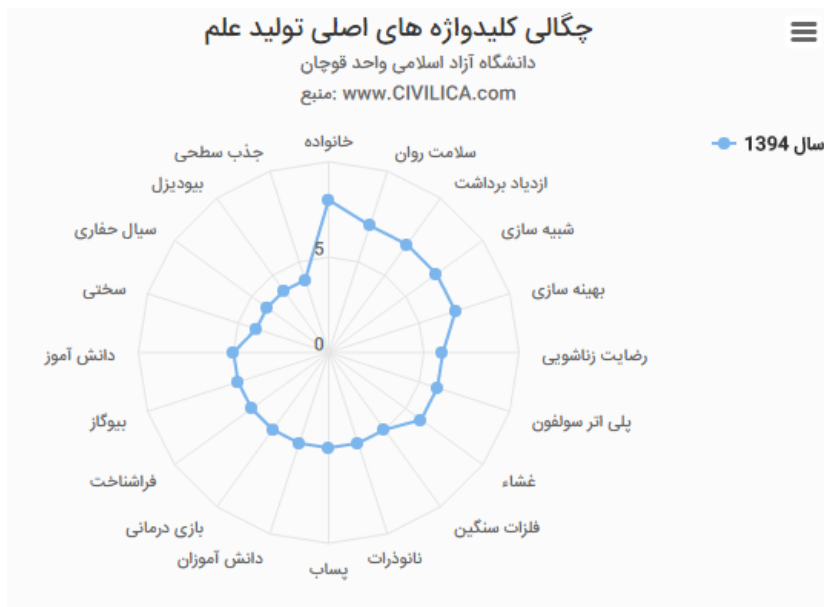 چگالی کلیدواژه های اصلی تولید علم
دانشگاه آزاد اسلامی واحد قوچان
منبع: www.CIVILICA.com
سال 1394
خانواده
سلامت روان
ازدیاد برداشت
شبیه سازی
بهینه سازی
رضایت زناشویی
پلی اتر سولفون
غشاء
فلزات سنگین
نانوذرات
پساب
دانش آموزان
بازی درمانی
فراشناخت
بیوگاز
دانش آموز
سختی
سیال حفاری
بیودیزل
جذب سطحی
5
0